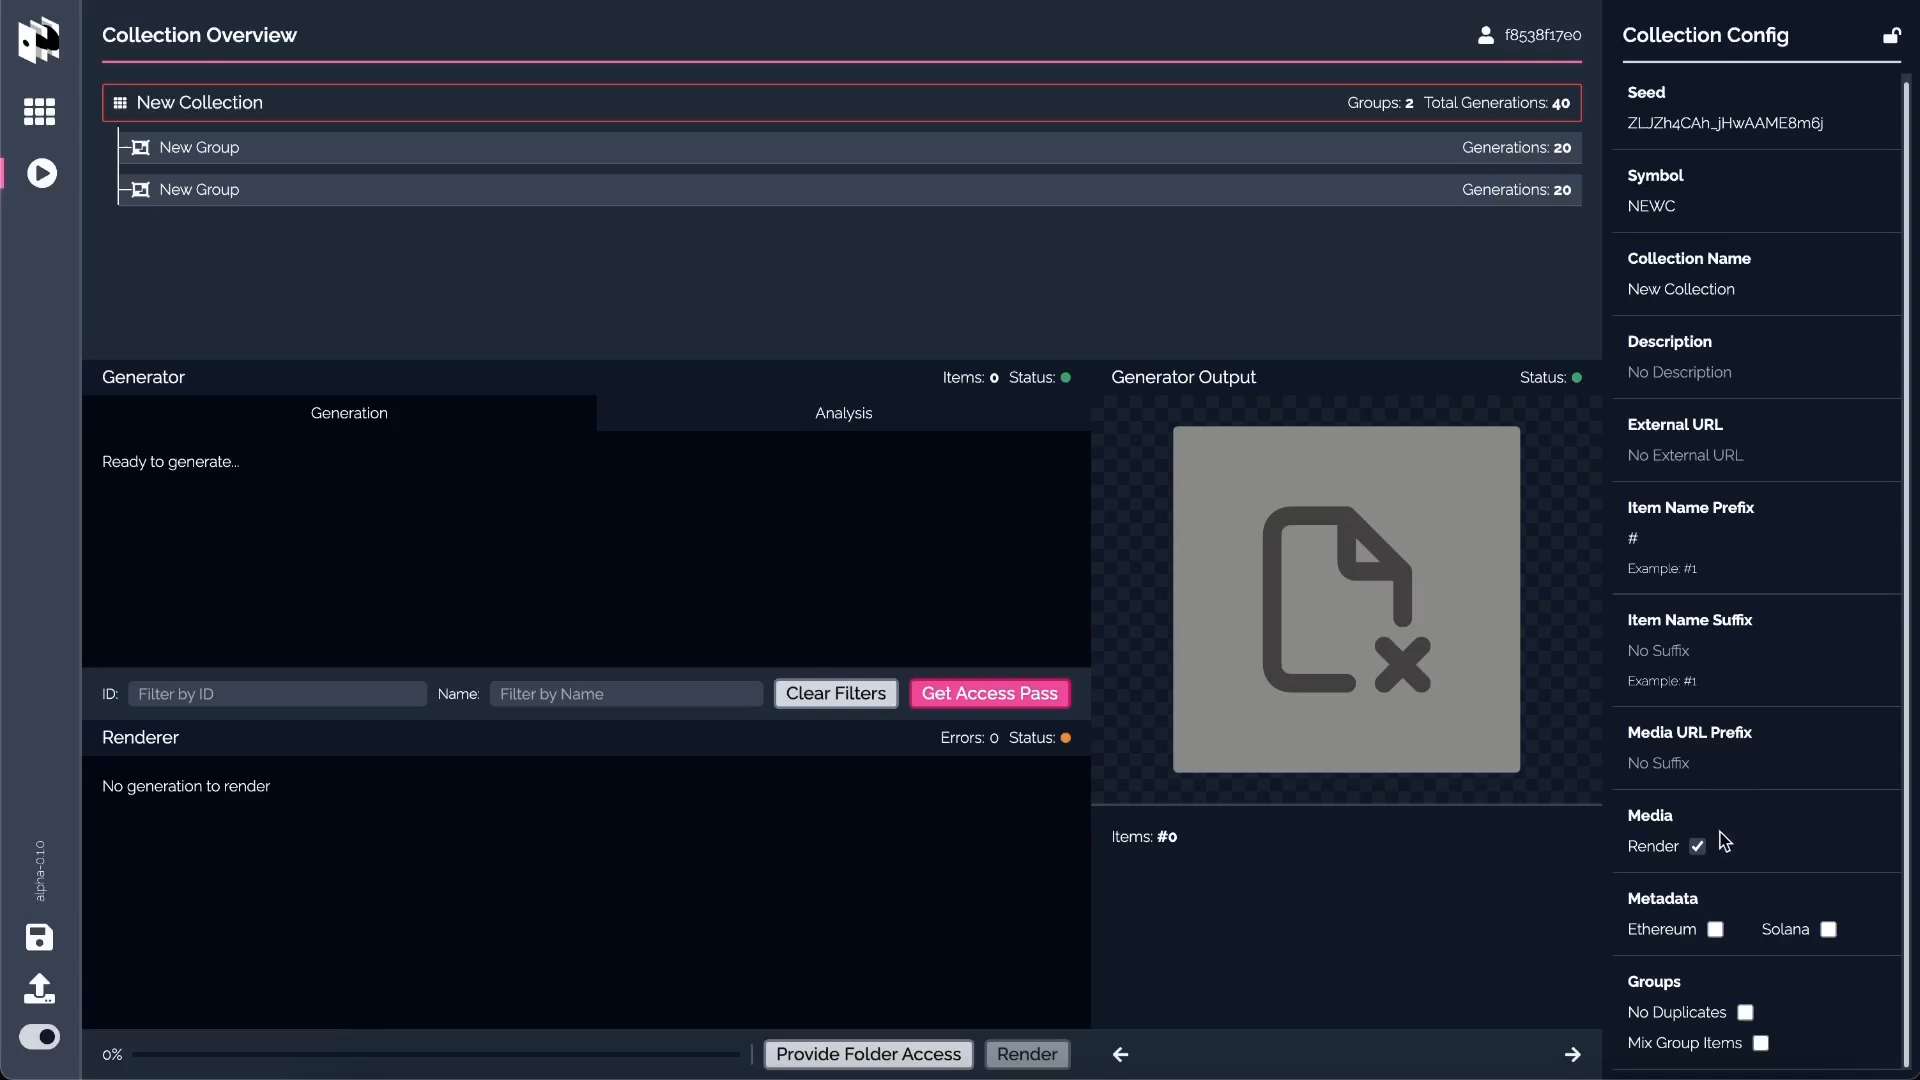 Collection Overview
f8538f17e0
New Collection
Groups: 2 Total Generations: 40
New Group
Generations: 20
New Group
Generations: 20
Generator
Items: 0 Status:
Generation
Analysis
Ready to generate...
ID:
Filter by ID
Name:
Filter by Name
Clear Filters
Get Access Pass
Renderer
Errors: 0 Status:
No generation to render
0%
Provide Folder Access
Render
Generator Output
Status:
Items: #0
alpha-0.1.0
Collection Config
Seed
ZLJZh4CAh_jHwAAME8m6j
Symbol
NEWC
Collection Name
New Collection
Description
No Description
External URL
No External URL
Item Name Prefix
#
Example: #1
Item Name Suffix
No Suffix
Example: #1
Media URL Prefix
No Suffix
Media
Render
Metadata
Ethereum
Solana
Groups
No Duplicates
Mix Group Items